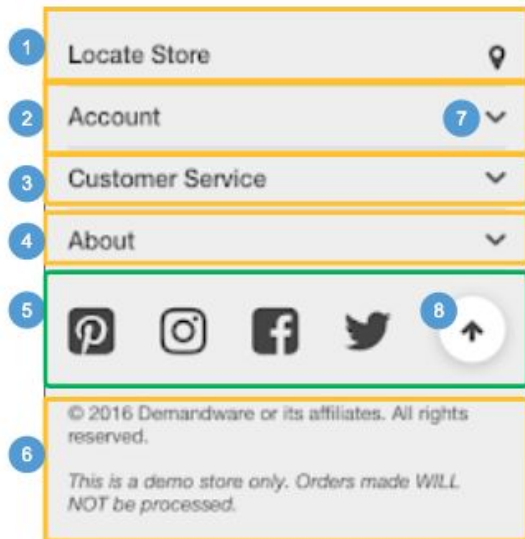 1 Locate Store
2 Account 7
3 Customer Service
4 About
5 8
© 2016 Demandware or its affiliates. All rights
reserved.
6
This is a demo store only. Orders made WILL
NOT be processed.